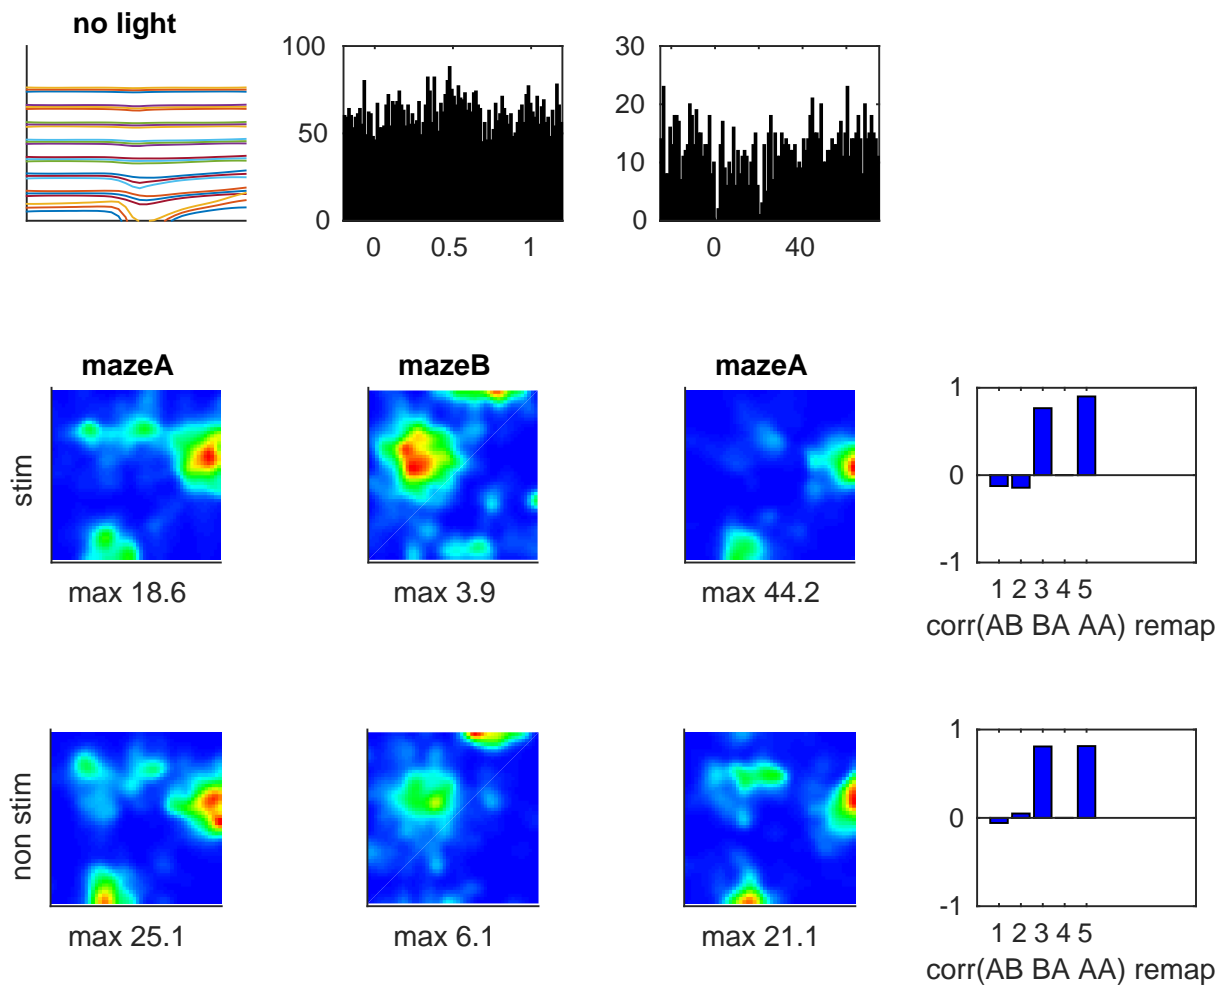 no light
100
50
0
0 0.5 1
30
20
10
0
0 40
mazeA mazeB mazeA
stim
max 18.6 max 3.9 max 44.2
1
0
-1
1 2 3 4 5
corr(AB BA AA) remap
non stim
max 25.1 max 6.1 max 21.1
1
0
-1
1 2 3 4 5
corr(AB BA AA) remap